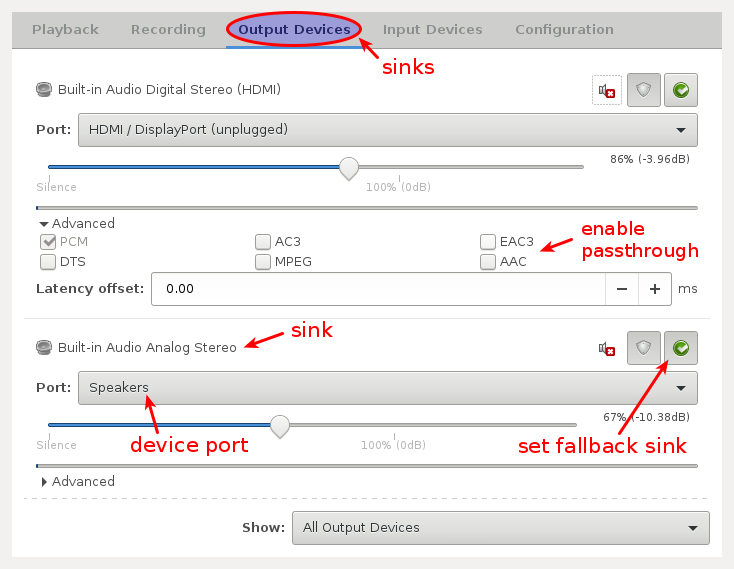 Playback Recording Output Devices Input Devices Configuration
sinks
Built-in Audio Digital Stereo (HDMI)
Port: HDMI / DisplayPort (unplugged)
86% (-3.96dB)
Silence 100% (0dB)
Advanced
enable
PCM AC3 EAC3
passthrough
DTS MPEG AAC
Latency offset: 0.00 − + ms
sink
Built-in Audio Analog Stereo
Port: Speakers
67% (-10.38dB)
Silence 100% (0dB)
device port set fallback sink
Advanced
Show: All Output Devices